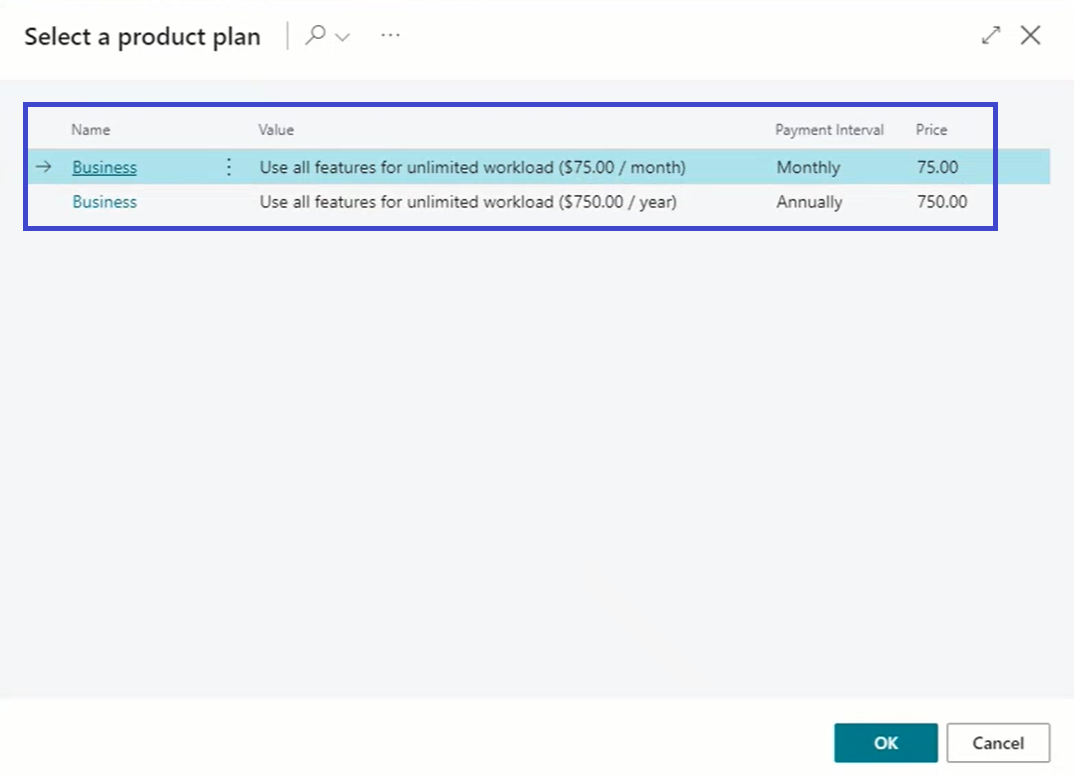 Select a product plan
Name Value Payment Interval Price
Business Use all features for unlimited workload ($75.00 / month) Monthly 75.00
Business Use all features for unlimited workload ($750.00 / year) Annually 750.00
OK Cancel